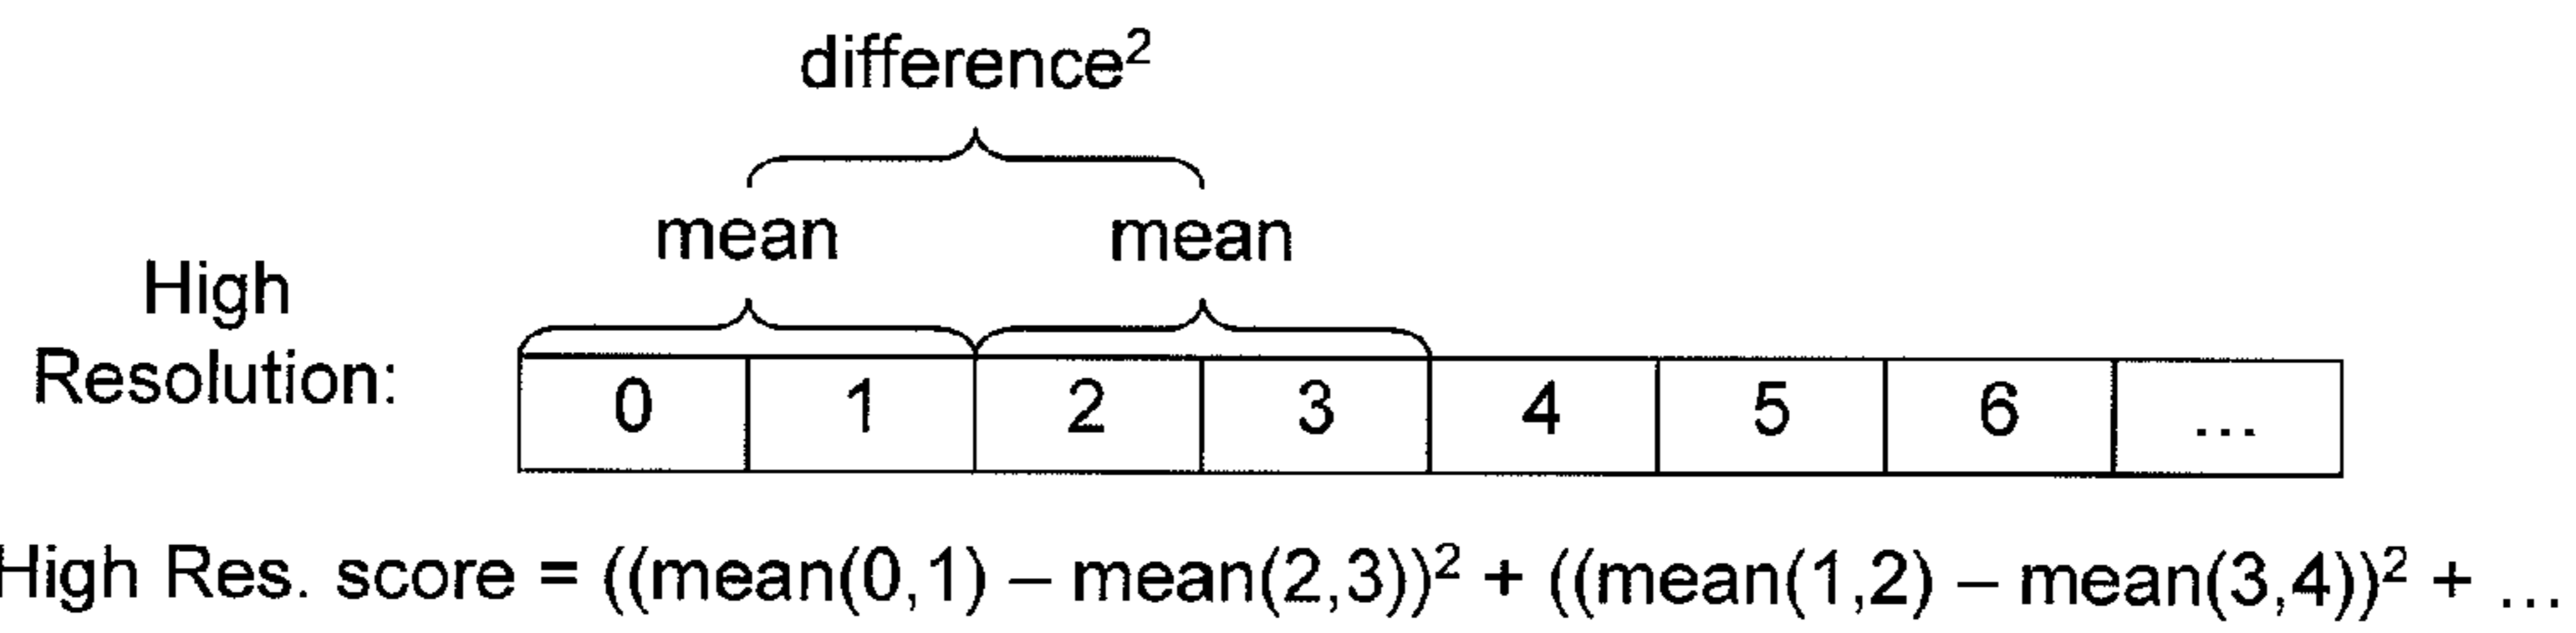 difference²
mean mean
High
Resolution:
0 1 2 3 4 5 6 ...
High Res. score = ((mean(0,1) – mean(2,3))² + ((mean(1,2) – mean(3,4))² + ...